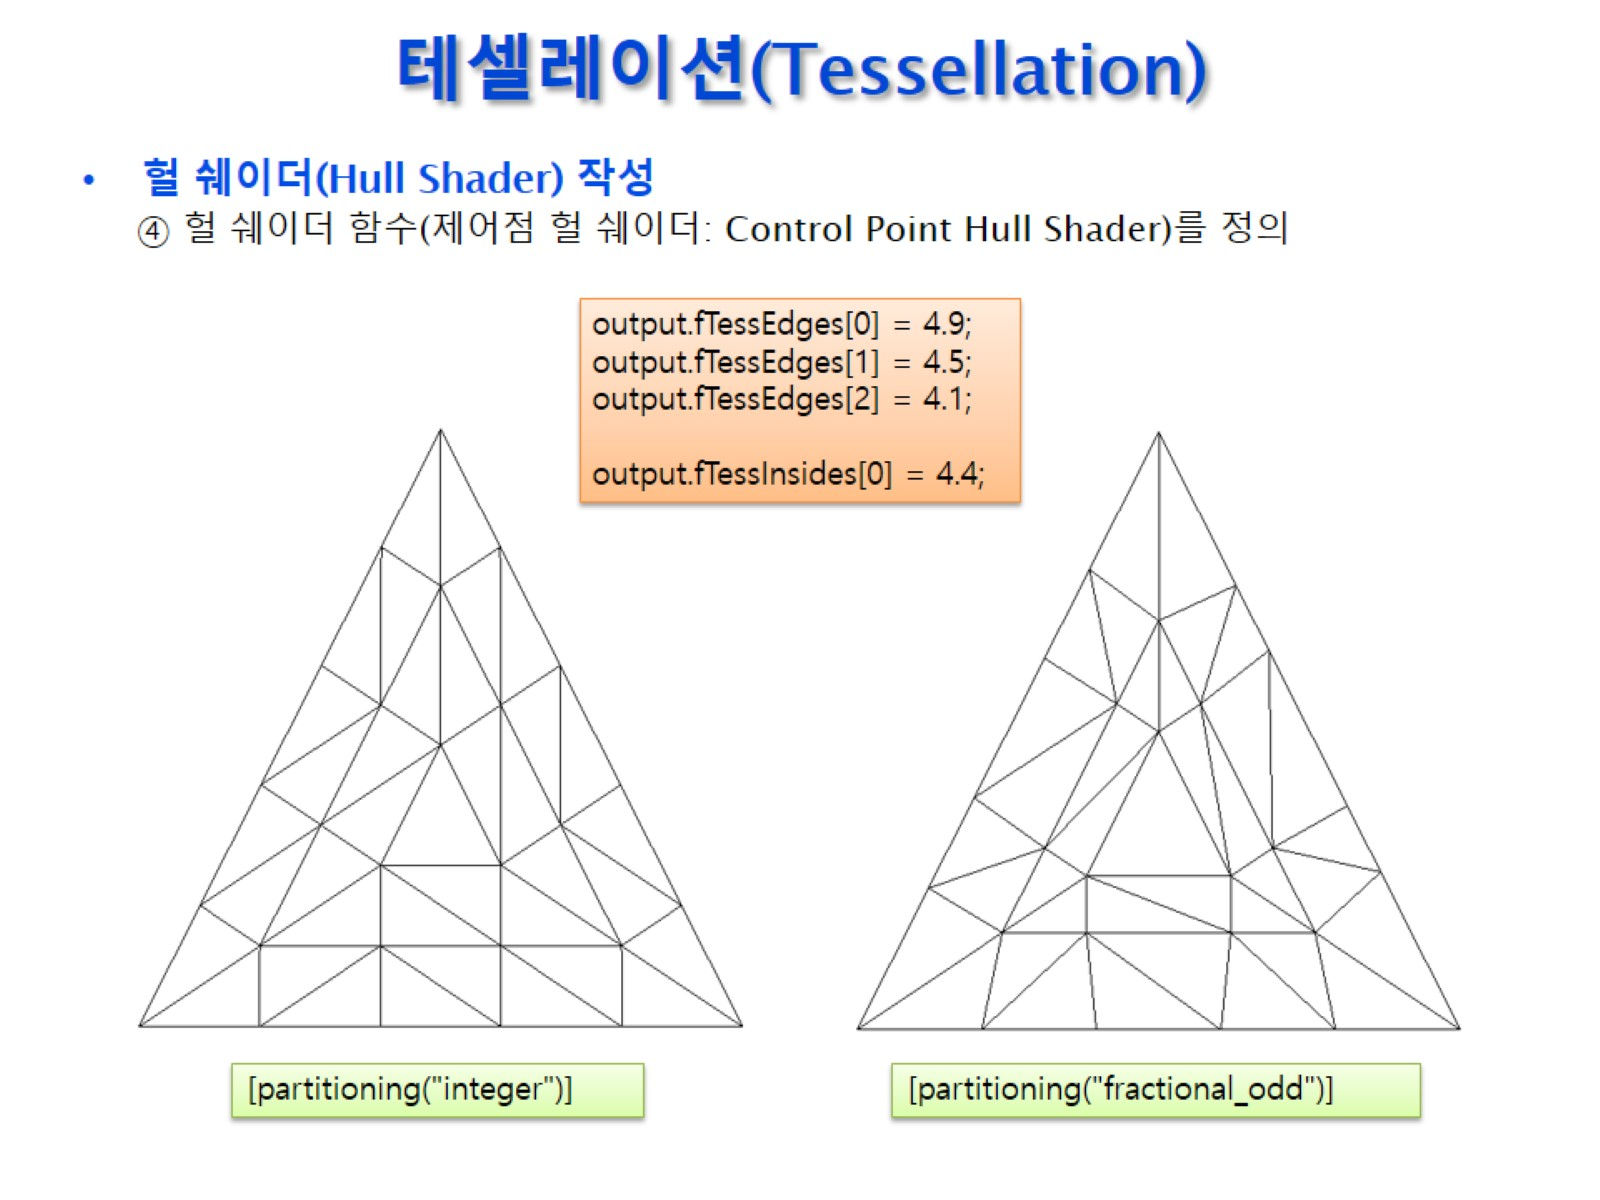 테셀레이션(Tessellation)
• 헐 쉐이더(Hull Shader) 작성
④ 헐 쉐이더 함수(제어점 헐 쉐이더: Control Point Hull Shader)를 정의
output.fTessEdges[0] = 4.9;
output.fTessEdges[1] = 4.5;
output.fTessEdges[2] = 4.1;
output.fTessInsides[0] = 4.4;
[partitioning("integer")]
[partitioning("fractional_odd")]